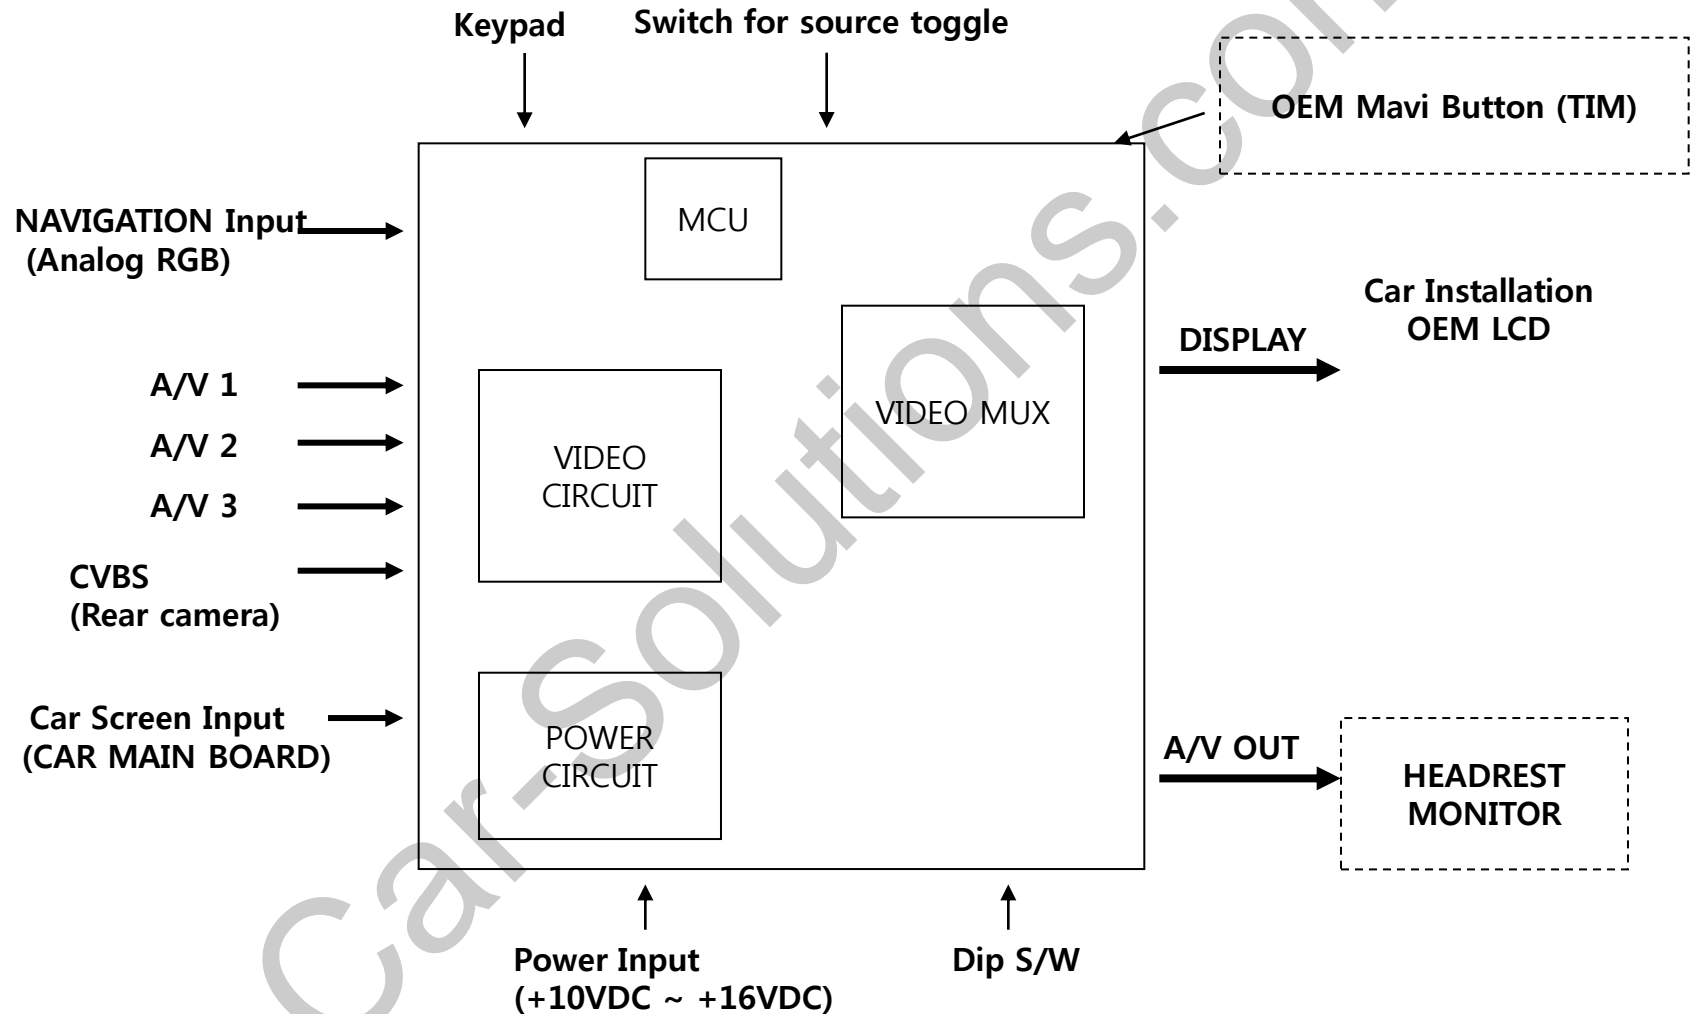 Keypad
Switch for source toggle
OEM Mavi Button (TIM)
NAVIGATION Input
(Analog RGB)
MCU
Car Installation
OEM LCD
DISPLAY
A/V 1
A/V 2
A/V 3
VIDEO
CIRCUIT
VIDEO MUX
CVBS
(Rear camera)
Car Screen Input
(CAR MAIN BOARD)
POWER
CIRCUIT
A/V OUT
HEADREST
MONITOR
Power Input
(+10VDC ~ +16VDC)
Dip S/W
Car-Solutions.com